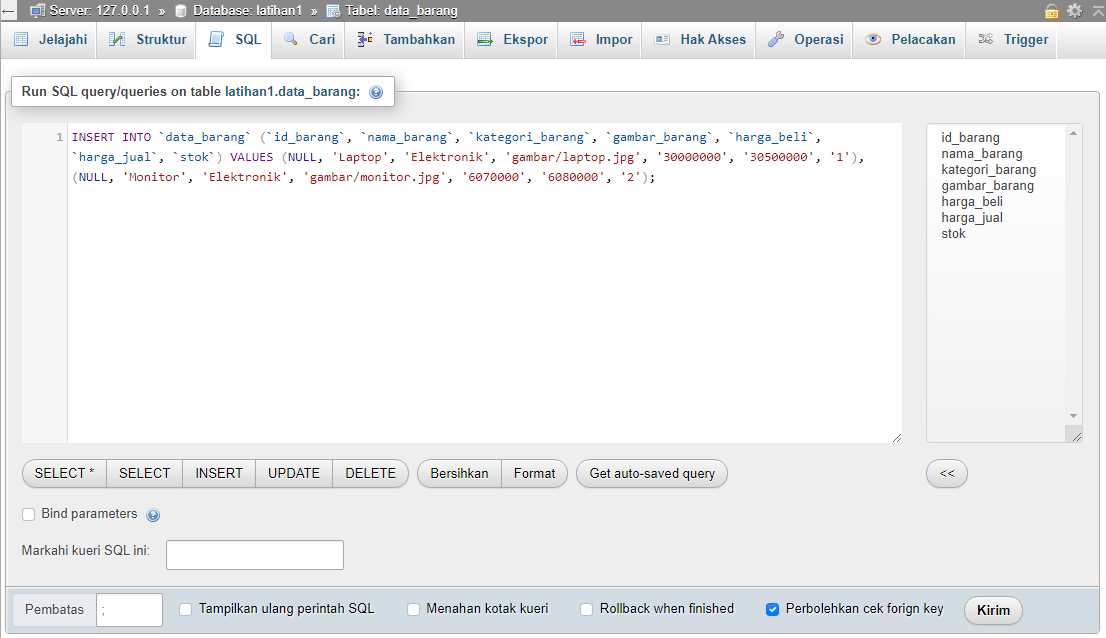 Server: 127.0.0.1 » Database: latihan1 » Tabel: data_barang
Jelajahi Struktur SQL Cari Tambahkan Ekspor Impor Hak Akses Operasi Pelacakan Trigger
Run SQL query/queries on table latihan1.data_barang:
1 INSERT INTO `data_barang` (`id_barang`, `nama_barang`, `kategori_barang`, `gambar_barang`, `harga_beli`,
`harga_jual`, `stok`) VALUES (NULL, 'Laptop', 'Elektronik', 'gambar/laptop.jpg', '30000000', '30500000', '1'),
(NULL, 'Monitor', 'Elektronik', 'gambar/monitor.jpg', '6070000', '6080000', '2');
id_barang
nama_barang
kategori_barang
gambar_barang
harga_beli
harga_jual
stok
SELECT * SELECT INSERT UPDATE DELETE Bersihkan Format Get auto-saved query <<
Bind parameters
Markahi kueri SQL ini:
Pembatas ; Tampilkan ulang perintah SQL Menahan kotak kueri Rollback when finished Perbolehkan cek forign key Kirim